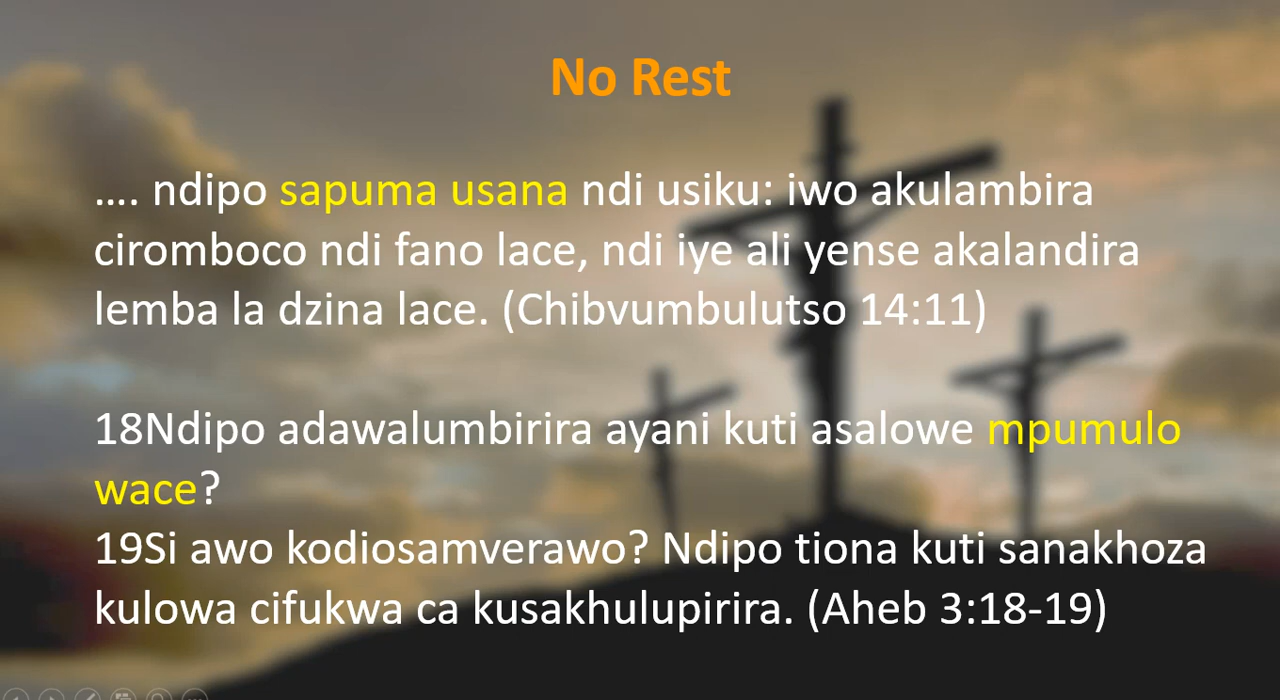 No Rest
.... ndipo sapuma usana ndi usiku: iwo akulambira
ciromboco ndi fano lace, ndi iye ali yense akalandira
lemba la dzina lace. (Chibvumbulutso 14:11)
18Ndipo adawalumbirira ayani kuti asalowe mpumulo
wace?
19Si awo kodiosamverawo? Ndipo tiona kuti sanakhoza
kulowa cifukwa ca kusakhulupirira. (Aheb 3:18-19)